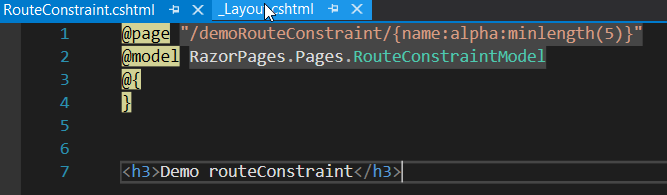 RouteConstraint.cshtml _Layout.cshtml
1 @page "/demoRouteConstraint/{name:alpha:minlength(5)}"
2 @model RazorPages.Pages.RouteConstraintModel
3 @{
4 }
5
6
7 <h3>Demo routeConstraint</h3>